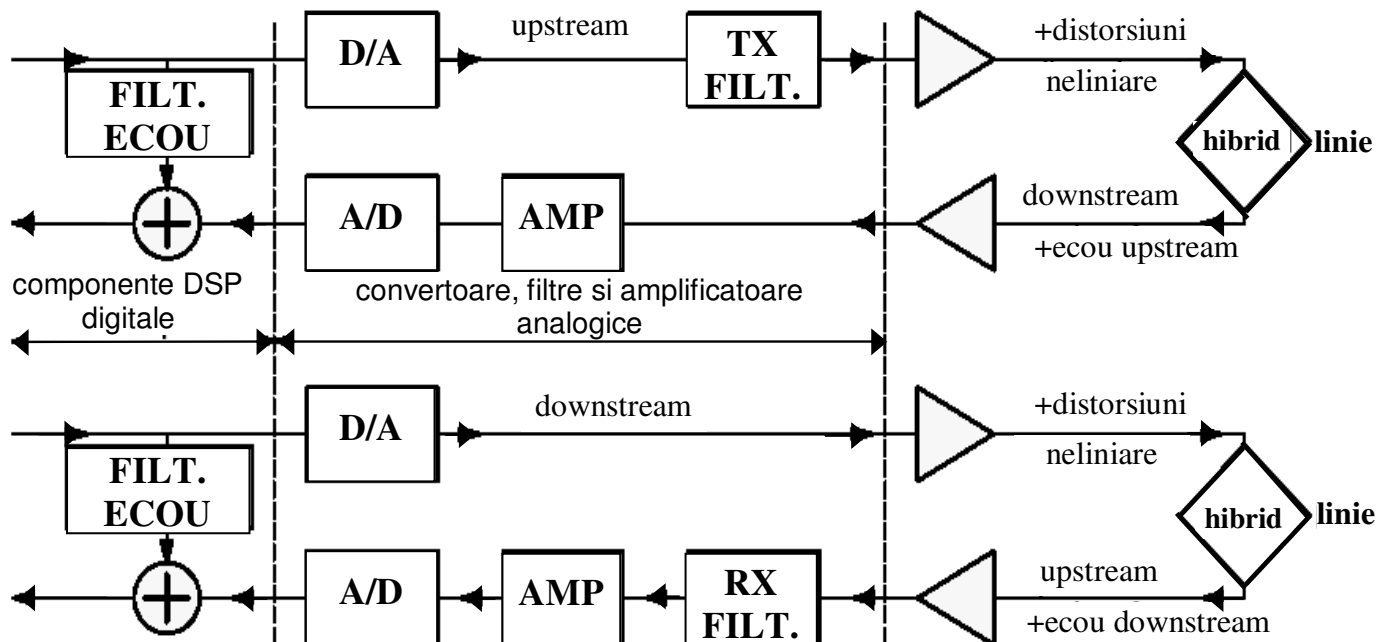 D/A
upstream
TX
FILT.
+distorsiuni
neliniare
FILT.
ECOU
hibrid
linie
A/D
AMP
downstream
+ecou upstream
componente DSP
digitale
convertoare, filtre si amplificatoare
analogice
D/A
downstream
+distorsiuni
neliniare
FILT.
ECOU
hibrid
linie
A/D
AMP
RX
FILT.
upstream
+ecou downstream